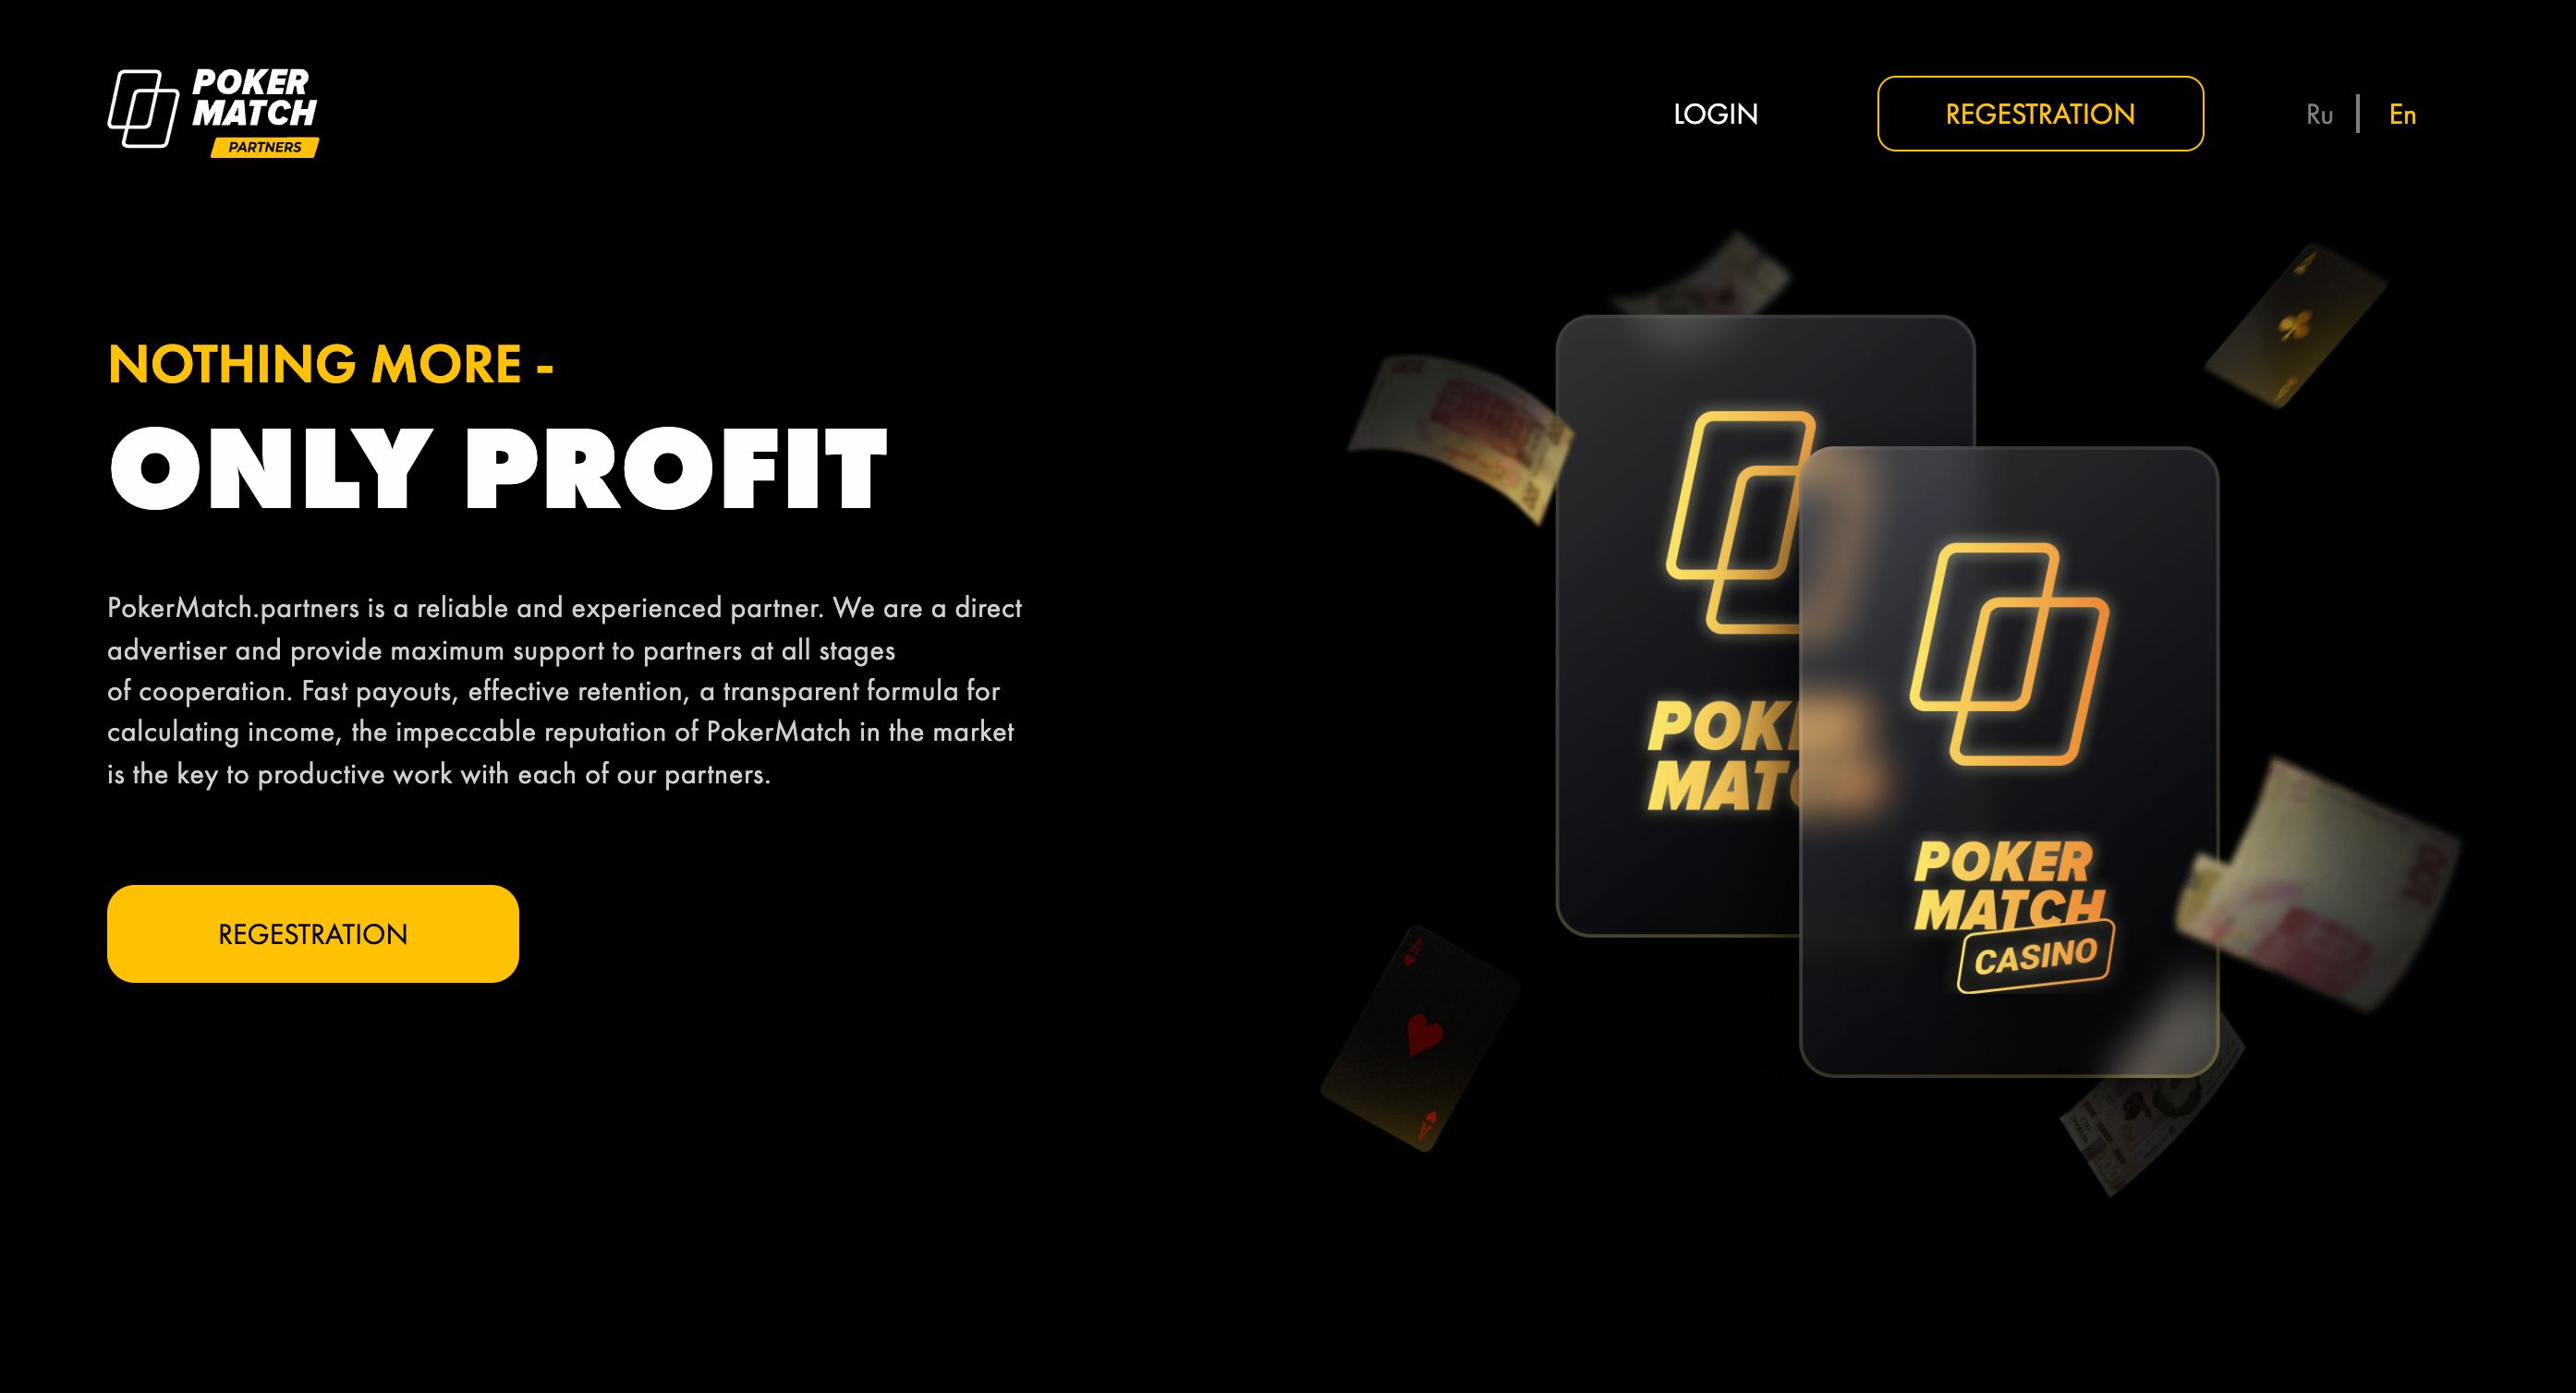 POKER
MATCH
PARTNERS
LOGIN
REGESTRATION
Ru | En
NOTHING MORE -
ONLY PROFIT
PokerMatch.partners is a reliable and experienced partner. We are a direct
advertiser and provide maximum support to partners at all stages
of cooperation. Fast payouts, effective retention, a transparent formula for
calculating income, the impeccable reputation of PokerMatch in the market
is the key to productive work with each of our partners.
REGESTRATION
POK
MAT
POKER
MATCH
CASINO
A
A
100